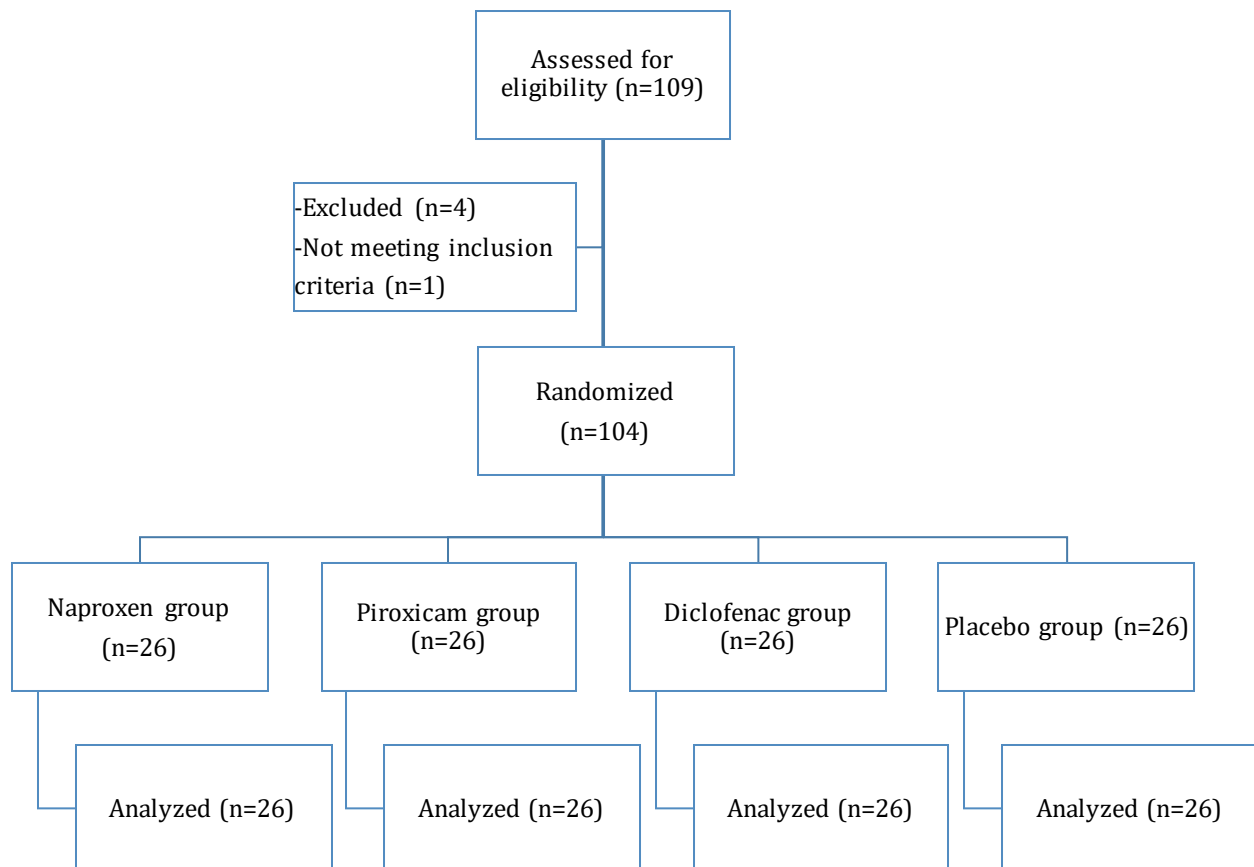 Assessed for
eligibility (n=109)
-Excluded (n=4)
-Not meeting inclusion
criteria (n=1)
Randomized
(n=104)
Naproxen group
(n=26)
Piroxicam group
(n=26)
Diclofenac group
(n=26)
Placebo group (n=26)
Analyzed (n=26)
Analyzed (n=26)
Analyzed (n=26)
Analyzed (n=26)